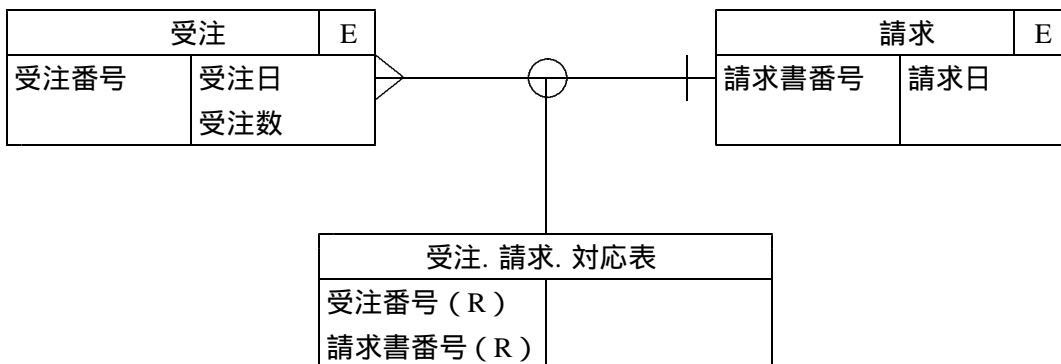 受注 E
受注番号 受注日
受注数
請求 E
請求書番号 請求日
受注. 請求. 対応表
受注番号 ( R )
請求書番号 ( R )